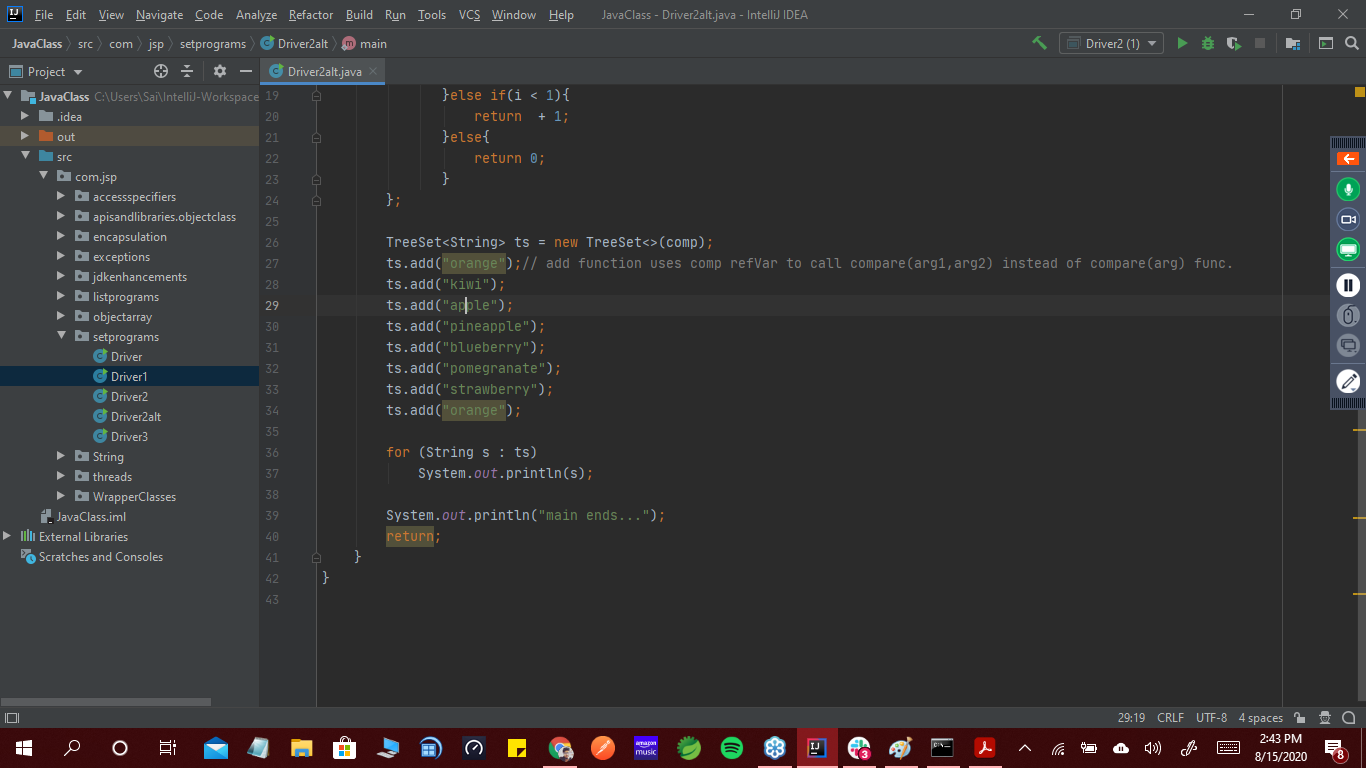 File Edit View Navigate Code Analyze Refactor Build Run Tools VCS Window Help JavaClass - Driver2alt.java - IntelliJ IDEA
JavaClass src com jsp setprograms Driver2alt main Driver2 (1)
Project Driver2alt.java
JavaClass C:\Users\Sai\IntelliJ-Workspace
.idea
out
src
com.jsp
accessspecifiers
apisandlibraries.objectclass
encapsulation
exceptions
jdkenhancements
listprograms
objectarray
setprograms
Driver
Driver1
Driver2
Driver2alt
Driver3
String
threads
WrapperClasses
JavaClass.iml
External Libraries
Scratches and Consoles
19 }else if(i < 1){
20 return + 1;
21 }else{
22 return 0;
23 }
24 };
25
26 TreeSet<String> ts = new TreeSet<>(comp);
27 ts.add("orange");// add function uses comp refVar to call compare(arg1,arg2) instead of compare(arg) func.
28 ts.add("kiwi");
29 ts.add("apple");
30 ts.add("pineapple");
31 ts.add("blueberry");
32 ts.add("pomegranate");
33 ts.add("strawberry");
34 ts.add("orange");
35
36 for (String s : ts)
37 System.out.println(s);
38
39 System.out.println("main ends...");
40 return;
41 }
42 }
43
29:19 CRLF UTF-8 4 spaces
amazon music
2:43 PM
8/15/2020
3
8